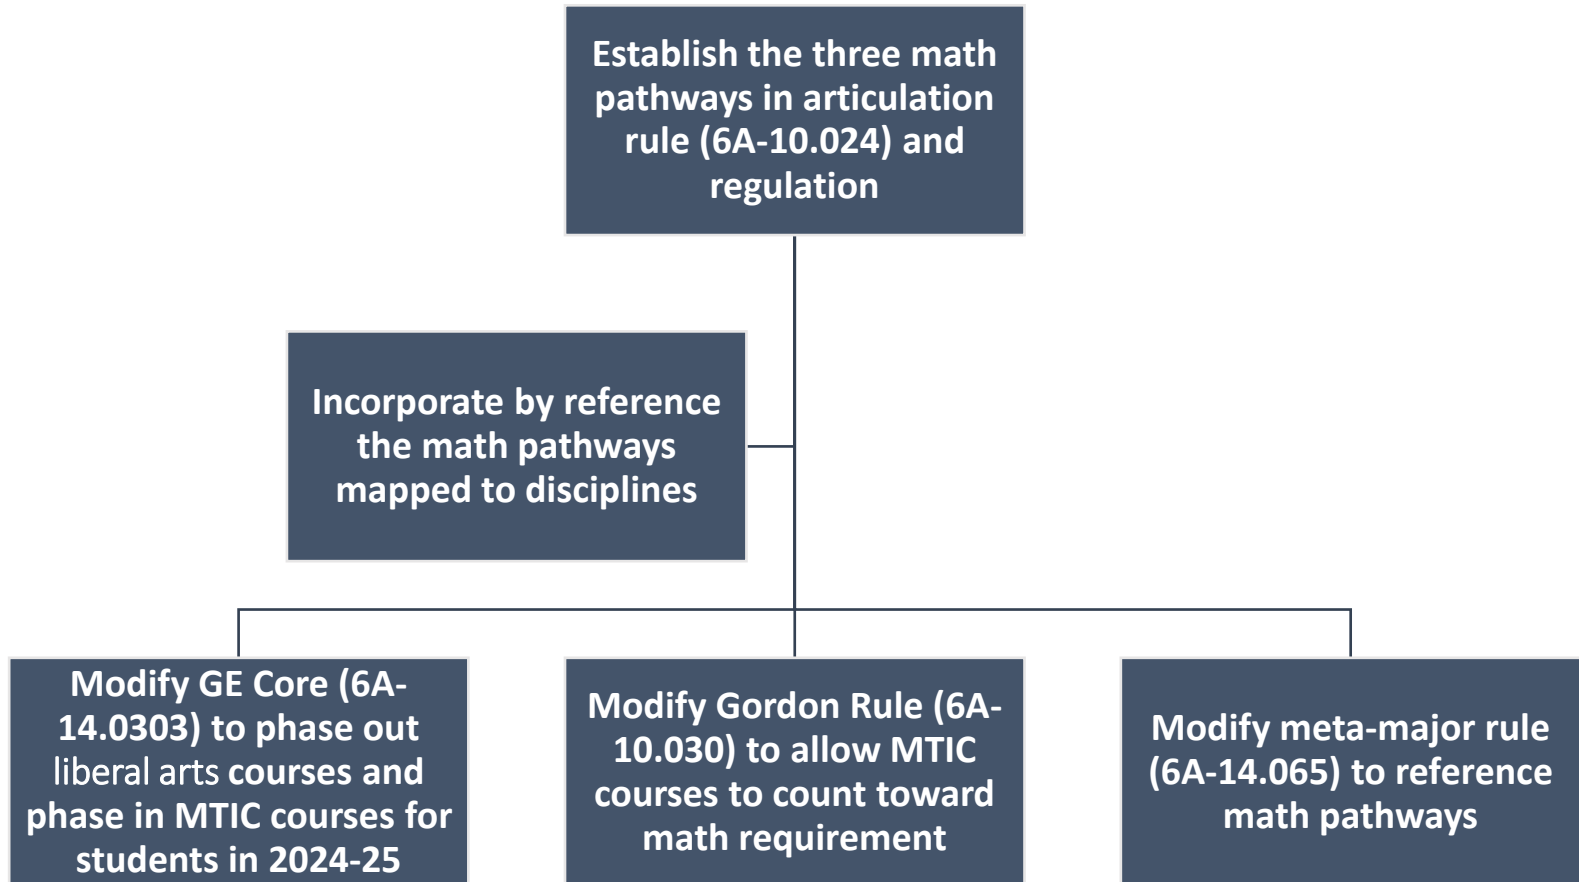 Establish the three math
pathways in articulation
rule (6A-10.024) and
regulation
Incorporate by reference
the math pathways
mapped to disciplines
Modify GE Core (6A-
14.0303) to phase out
liberal arts courses and
phase in MTIC courses for
students in 2024-25
Modify Gordon Rule (6A-
10.030) to allow MTIC
courses to count toward
math requirement
Modify meta-major rule
(6A-14.065) to reference
math pathways